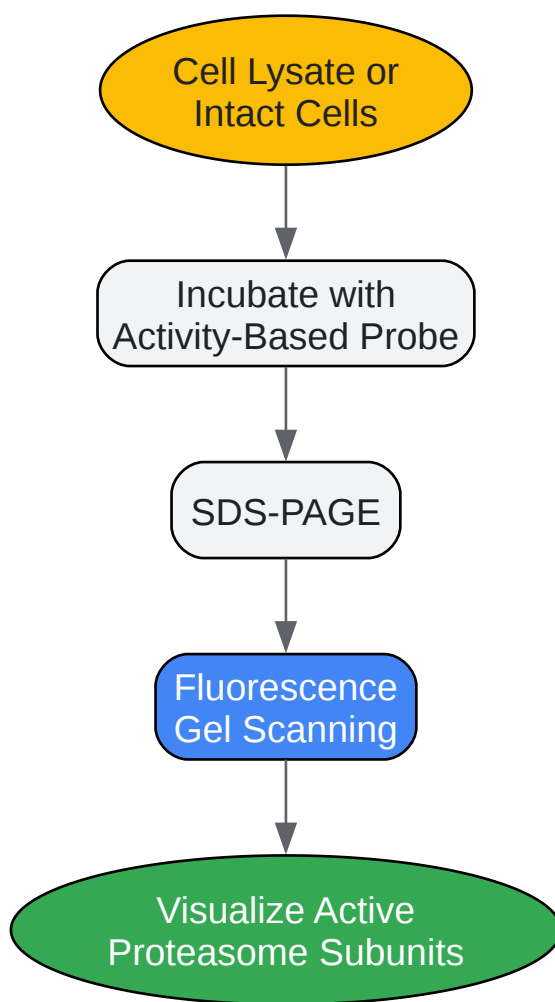 Cell Lysate or
Intact Cells
Incubate with
Activity-Based Probe
SDS-PAGE
Fluorescence
Gel Scanning
Visualize Active
Proteasome Subunits